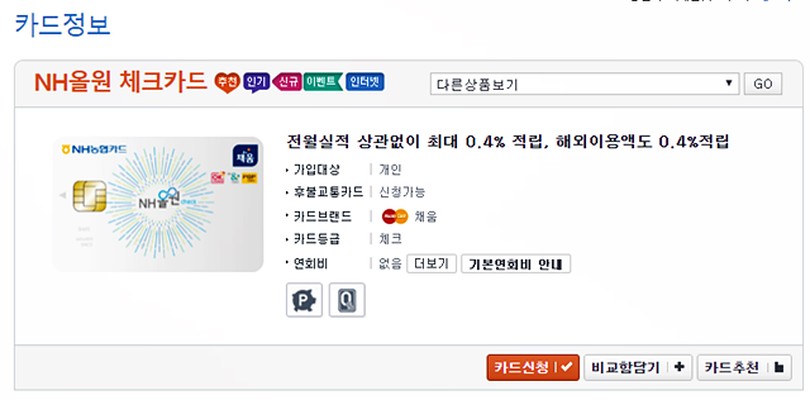 카드정보
NH올원 체크카드 추천 인기 신규 이벤트 인터넷
다른상품보기 GO
NH농협카드
채움
NH올원 check
전월실적 상관없이 최대 0.4% 적립, 해외이용액도 0.4%적립
· 가입대상 | 개인
· 후불교통카드 | 신청가능
· 카드브랜드 | 채움
· 카드등급 | 체크
· 연회비 | 없음 더보기 기본연회비 안내
P
카드신청 비교함담기 카드추천